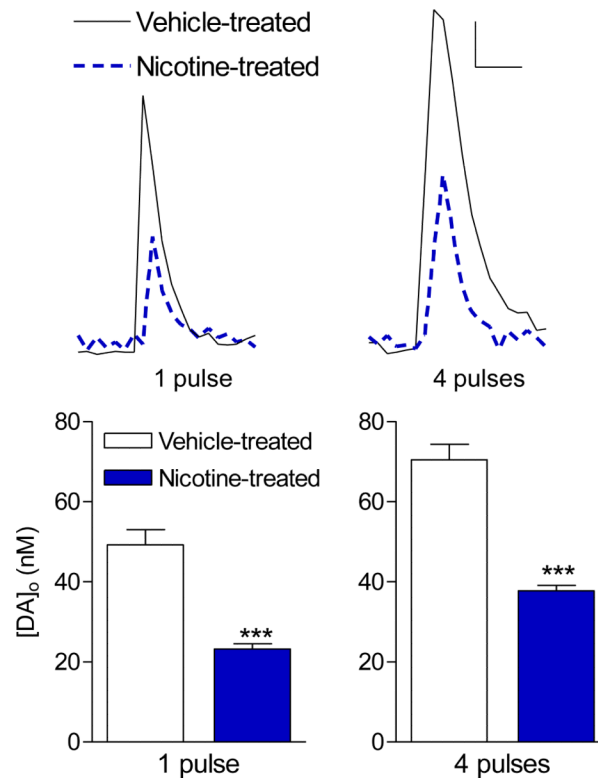 Vehicle-treated
Nicotine-treated
1 pulse
4 pulses
[DA]ₒ (nM)
80
60
40
20
0
Vehicle-treated
Nicotine-treated
***
1 pulse
80
60
40
20
0
***
4 pulses